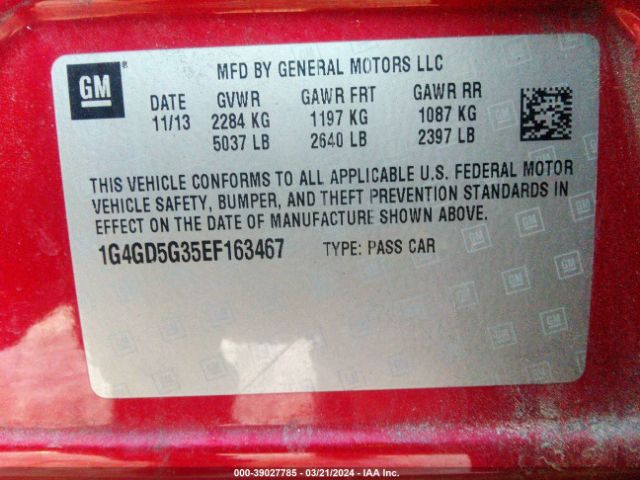 GM
MFD BY GENERAL MOTORS LLC
DATE GVWR GAWR FRT GAWR RR
11/13 2284 KG 1197 KG 1087 KG
5037 LB 2640 LB 2397 LB
THIS VEHICLE CONFORMS TO ALL APPLICABLE U.S. FEDERAL MOTOR
VEHICLE SAFETY, BUMPER, AND THEFT PREVENTION STANDARDS IN
EFFECT ON THE DATE OF MANUFACTURE SHOWN ABOVE.
1G4GD5G35EF163467 TYPE: PASS CAR
000-39027785 - 03/21/2024 - IAA Inc.